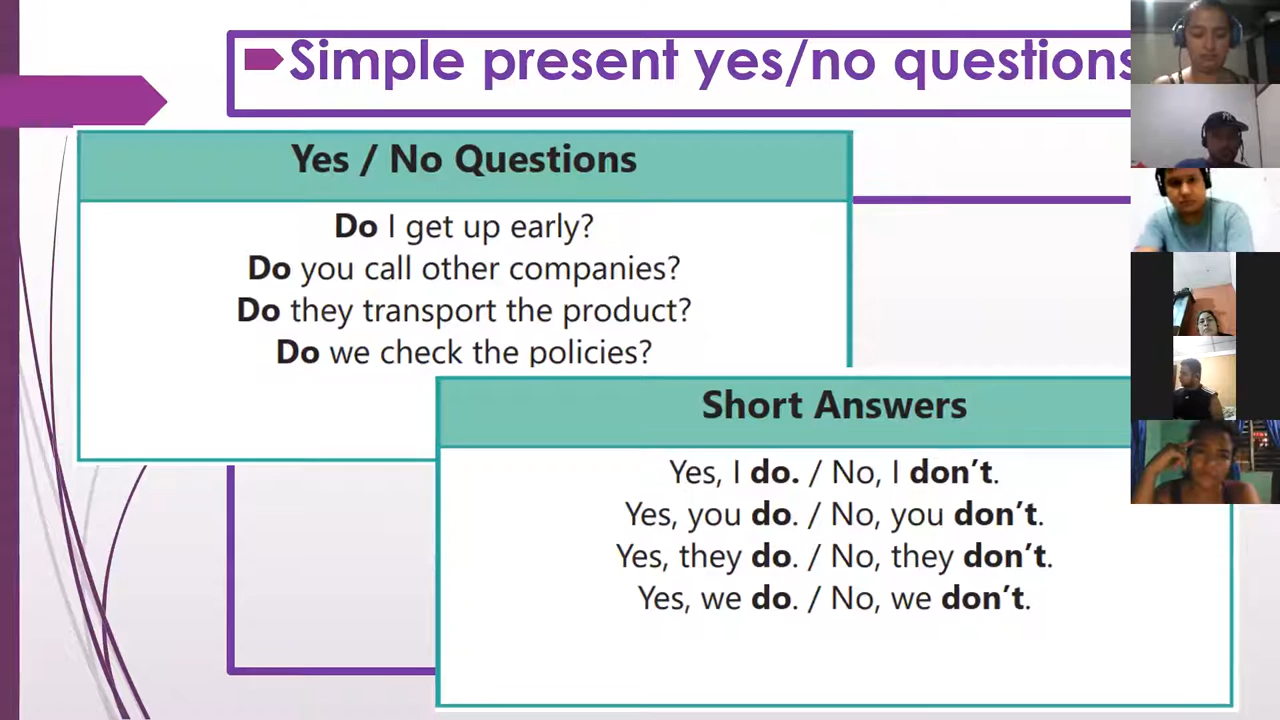 Simple present yes/no questions
Yes / No Questions
Do I get up early?
Do you call other companies?
Do they transport the product?
Do we check the policies?
Short Answers
Yes, I do. / No, I don't.
Yes, you do. / No, you don't.
Yes, they do. / No, they don't.
Yes, we do. / No, we don't.